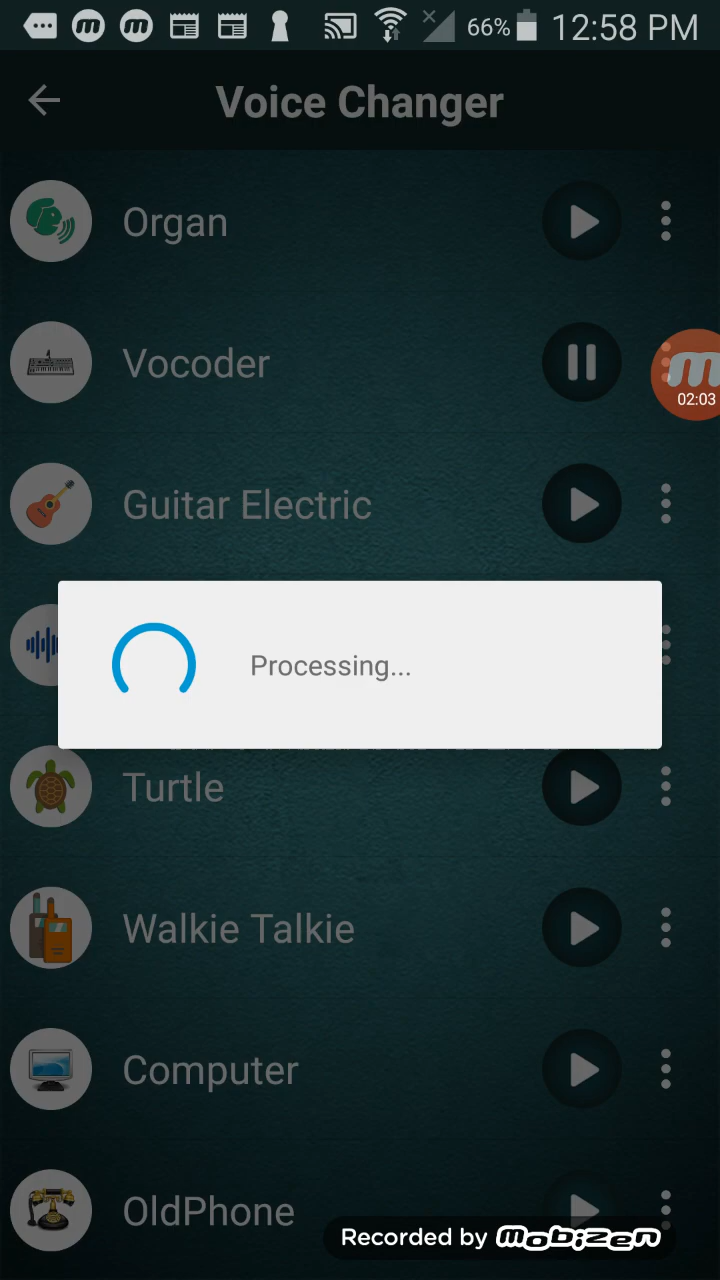 66% 12:58 PM
Voice Changer
Organ
Vocoder
02:03
Guitar Electric
Processing...
Turtle
Walkie Talkie
Computer
OldPhone
Recorded by mobizen